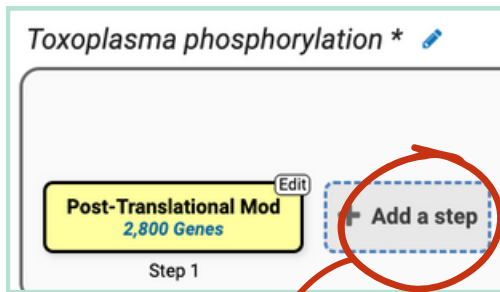 Toxoplasma phosphorylation *
Edit
Post-Translational Mod
2,800 Genes
+ Add a step
Step 1